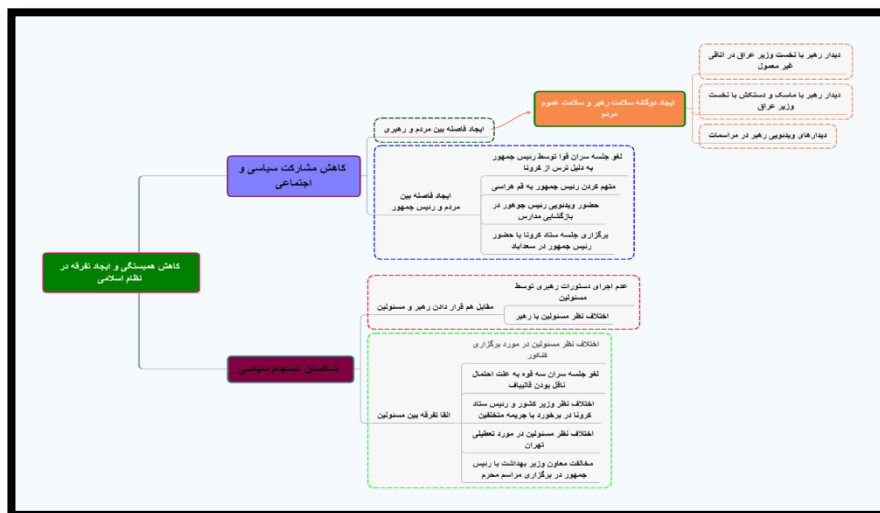 دیدار رهبر با نخست وزیر عراق در اتاقی
غیر معمول
ایجاد دوگانه سلامت رهبر و سلامت عموم
مردم
دیدار رهبر با ماسک و دستکش با نخست
وزیر عراق
دیدارهای ویدئویی رهبر در مراسمات
ایجاد فاصله بین مردم و رهبری
کاهش مشارکت سیاسی و
اجتماعی
لغو جلسه سران قوا توسط رئیس جمهور
به دلیل ترس از کرونا
متهم کردن رئیس جمهور به قم هراسی
ایجاد فاصله بین
مردم و رئیس جمهور
حضور ویدئویی رئیس جوهور در
بازگشایی مدارس
برگزاری جلسه ستاد کرونا با حضور
رئیس جمهور در سعدآباد
کاهش همبستگی و ایجاد تفرقه در
نظام اسلامی
عدم اجرای دستورات رهبری توسط
مسئولین
مقابل هم قرار دادن رهبر و مسئولین
اختلاف نظر مسئولین با رهبر
شکستن انسجام سیاسی
اختلاف نظر مسئولین در مورد برگزاری
کنکور
لغو جلسه سران سه قوه به علت احتمال
ناقل بودن قالیباف
القا تفرقه بین مسئولین
اختلاف نظر وزیر کشور و رئیس ستاد
کرونا در برخورد با جریمه متخلفین
اختلاف نظر مسئولین در مورد تعطیلی
تهران
مخالفت معاون وزیر بهداشت با رئیس
جمهور در برگزاری مراسم محرم